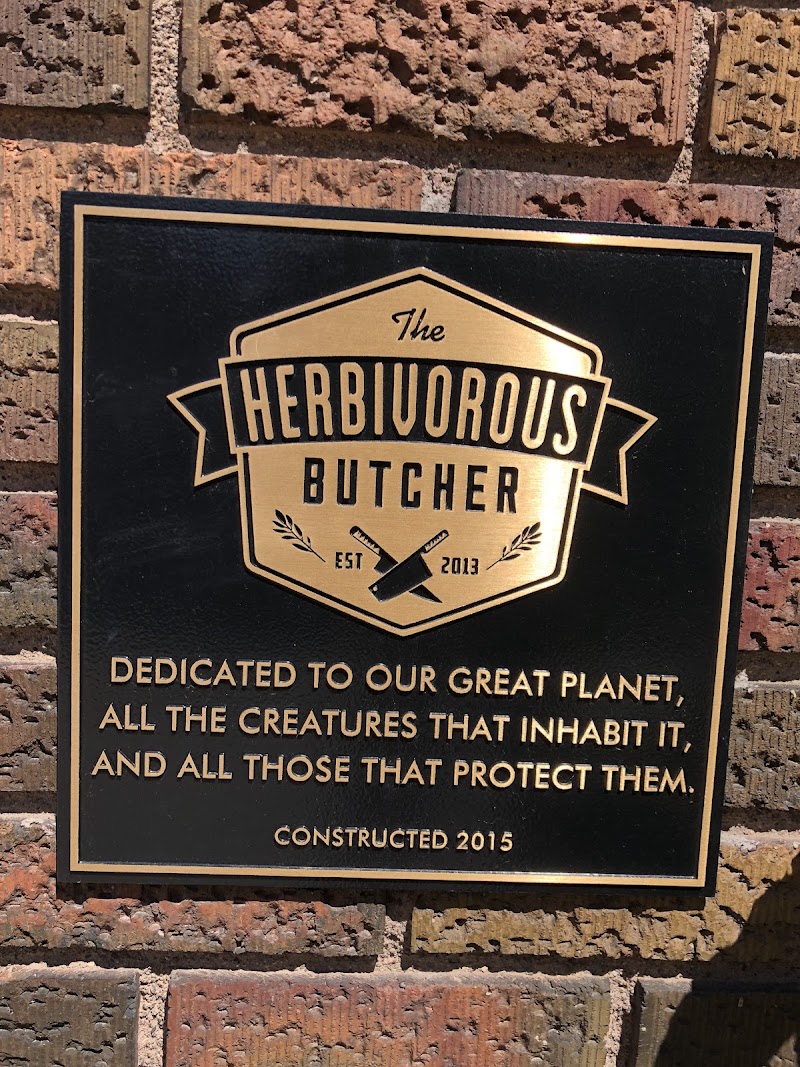 The
HERBIVOROUS
BUTCHER
EST 2013
DEDICATED TO OUR GREAT PLANET,
ALL THE CREATURES THAT INHABIT IT,
AND ALL THOSE THAT PROTECT THEM.
CONSTRUCTED 2015